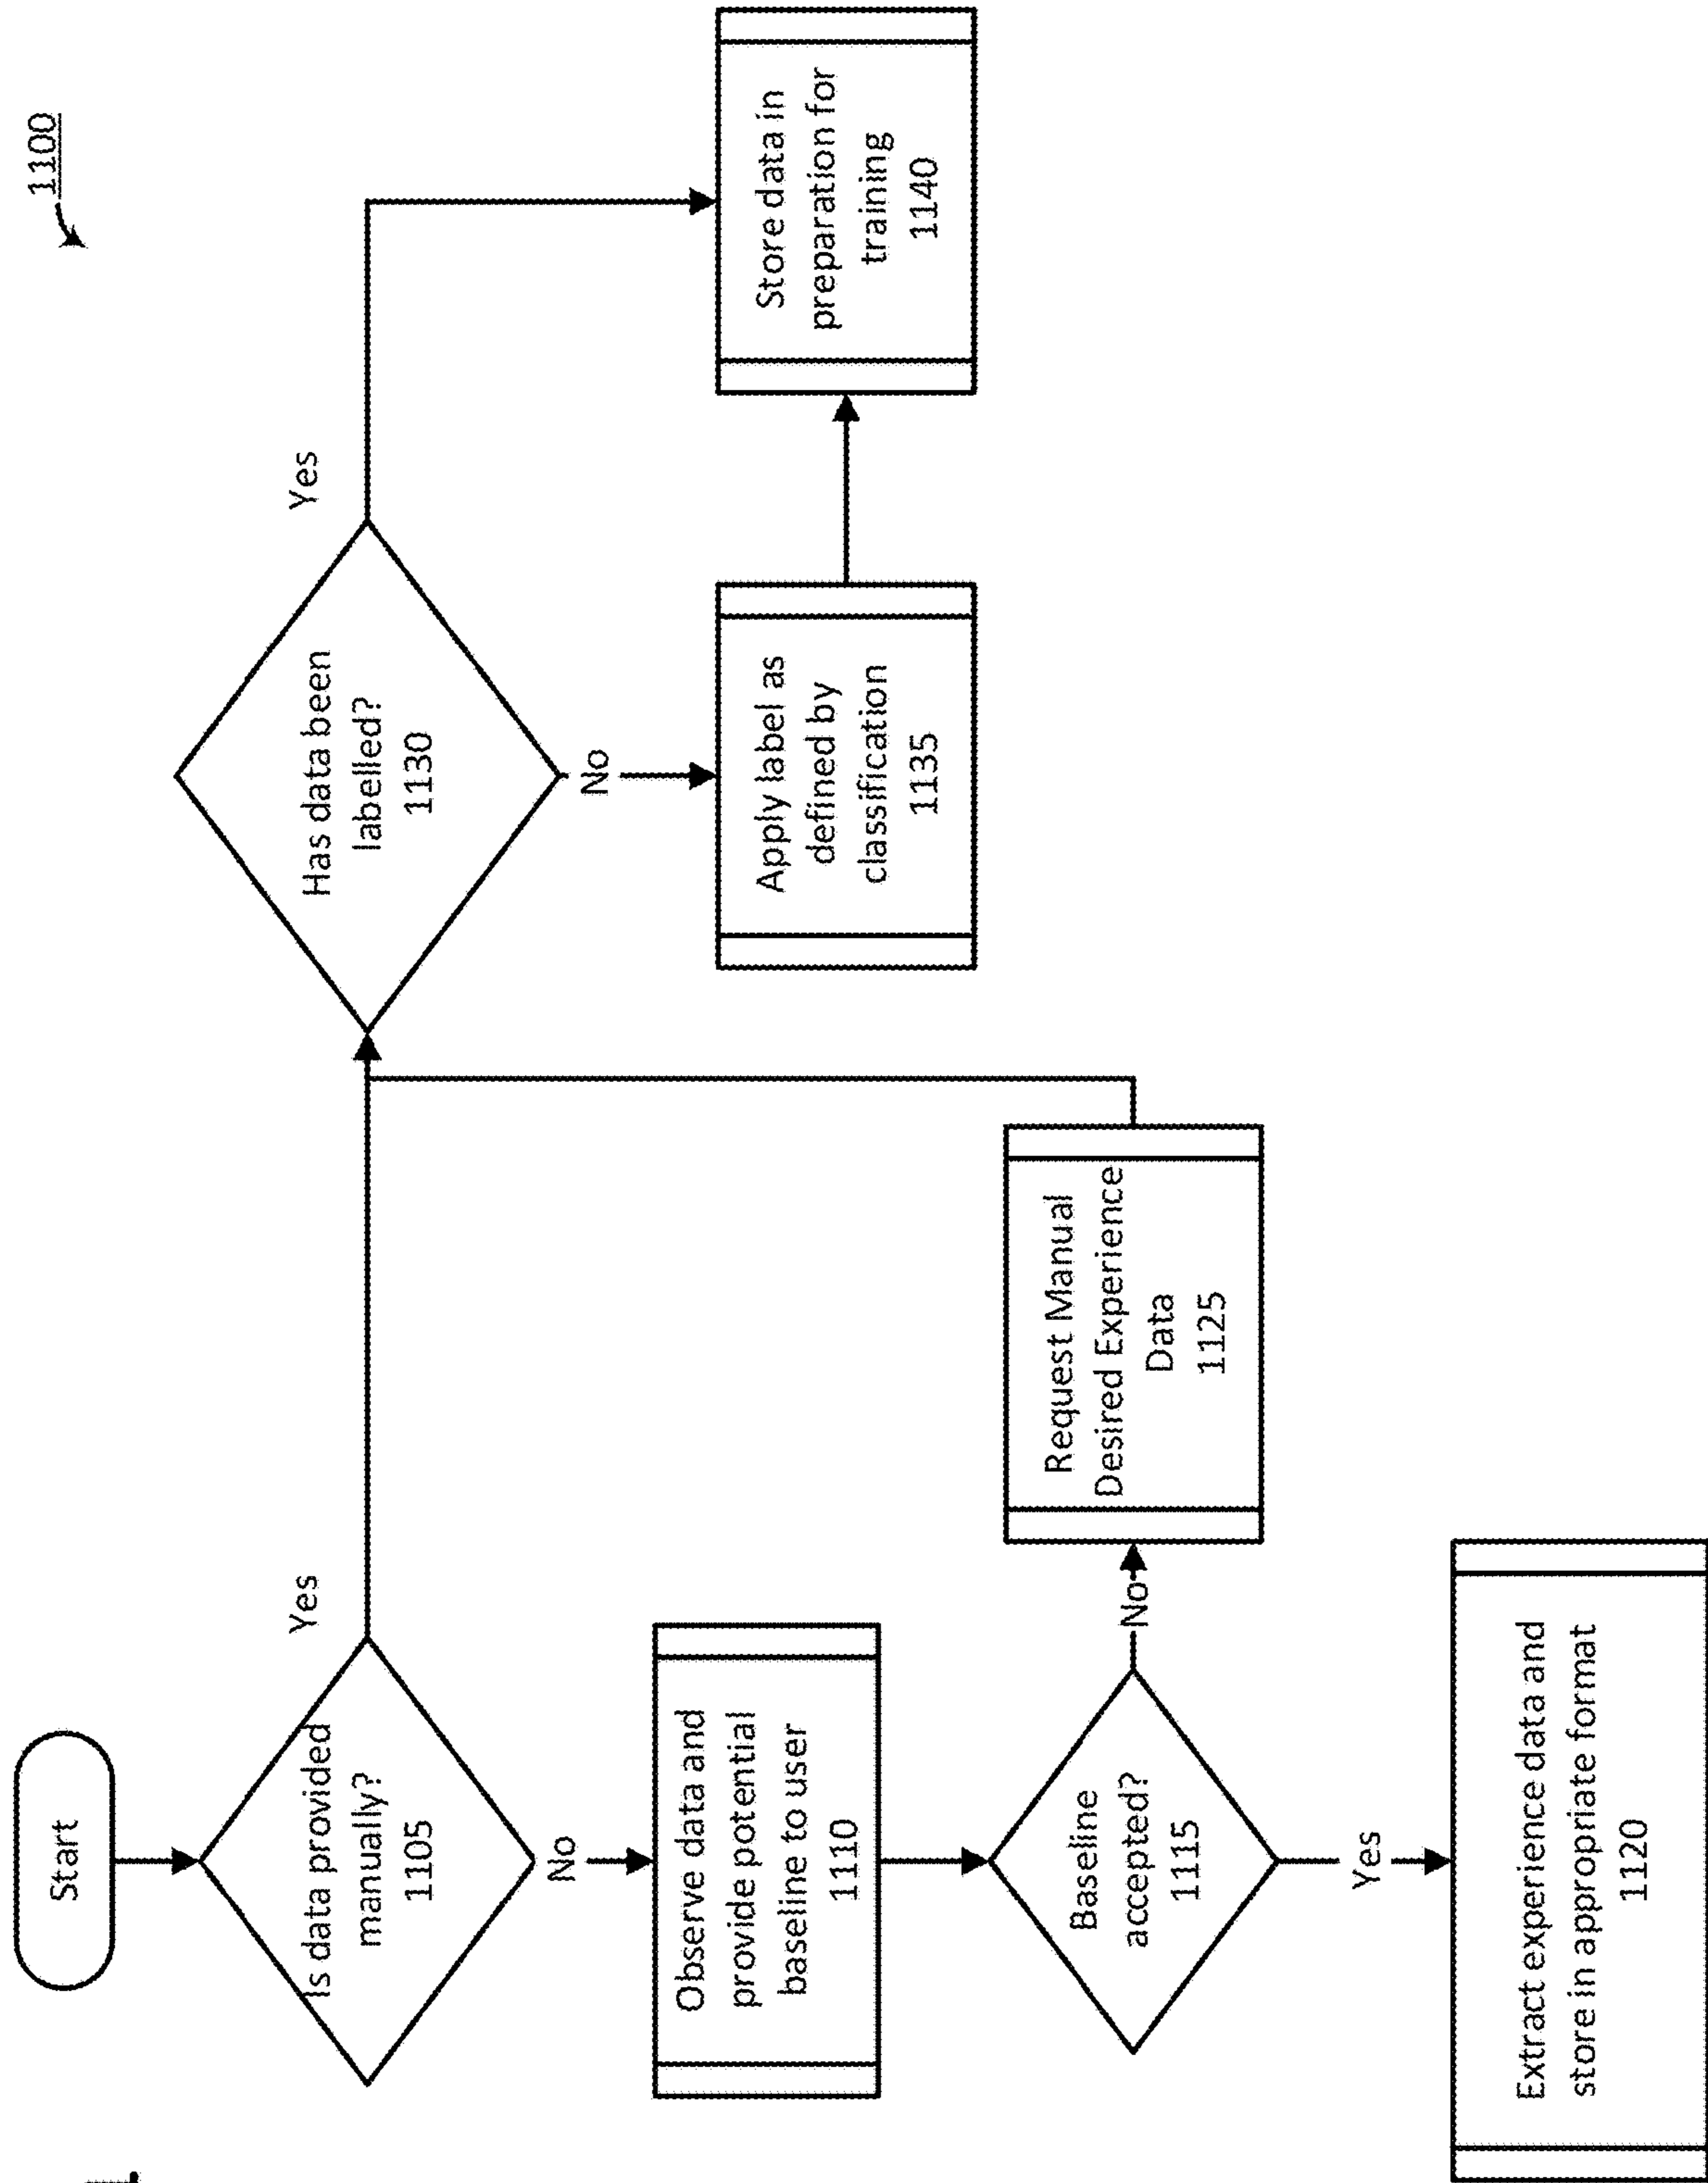 1100
Start
Is data provided
manually?
1105
Yes
No
Observe data and
provide potential
baseline to user
1110
Baseline
accepted?
1115
No
Yes
Extract experience data and
store in appropriate format
1120
Request Manual
Desired Experience
Data
1125
Has data been
labelled?
1130
Yes
No
Apply label as
defined by
classification
1135
Store data in
preparation for
training
1140